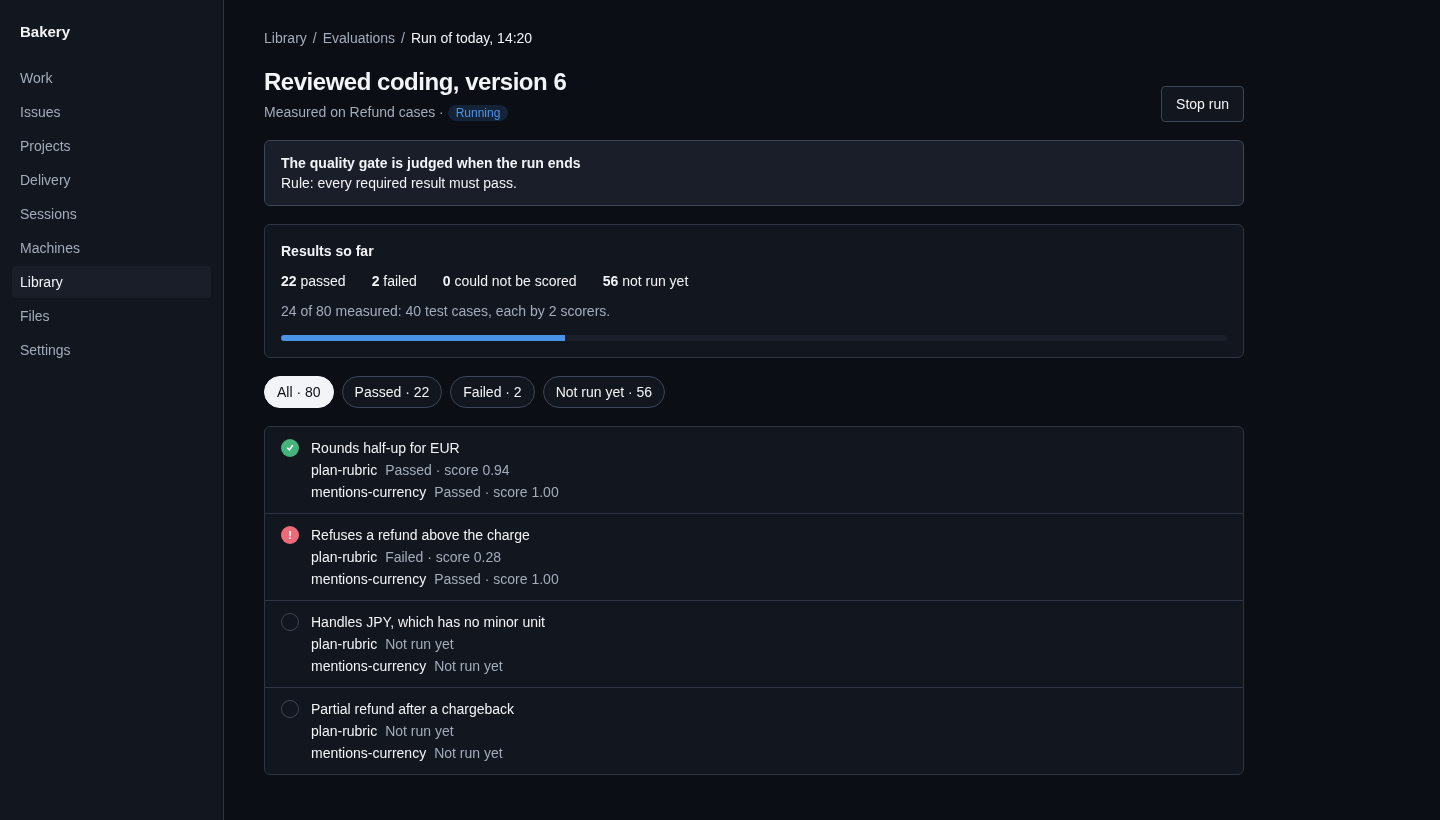 Bakery
Work
Issues
Projects
Delivery
Sessions
Machines
Library
Files
Settings
Library / Evaluations / Run of today, 14:20
Reviewed coding, version 6
Measured on Refund cases · Running
Stop run
The quality gate is judged when the run ends
Rule: every required result must pass.
Results so far
22 passed 2 failed 0 could not be scored 56 not run yet
24 of 80 measured: 40 test cases, each by 2 scorers.
All · 80 Passed · 22 Failed · 2 Not run yet · 56
Rounds half-up for EUR
plan-rubric Passed · score 0.94
mentions-currency Passed · score 1.00
Refuses a refund above the charge
plan-rubric Failed · score 0.28
mentions-currency Passed · score 1.00
Handles JPY, which has no minor unit
plan-rubric Not run yet
mentions-currency Not run yet
Partial refund after a chargeback
plan-rubric Not run yet
mentions-currency Not run yet